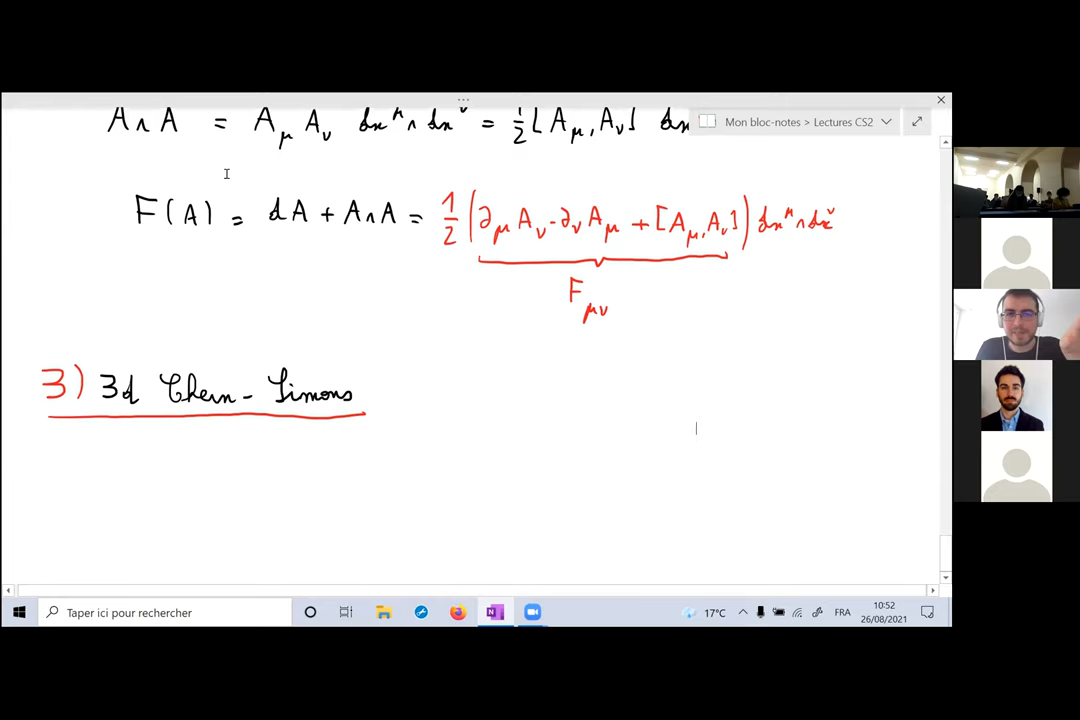 A∧A = A_μ A_ν dx^μ∧dx^ν = 1/2 [A_μ, A_ν] dx
Mon bloc-notes > Lectures CS2
F(A) = dA + A∧A = 1/2 (∂_μ A_ν - ∂_ν A_μ + [A_μ, A_ν]) dx^μ∧dx^ν
F_μν
3) 3d Chern-Simons
Taper ici pour rechercher
17°C
FRA
10:52
26/08/2021